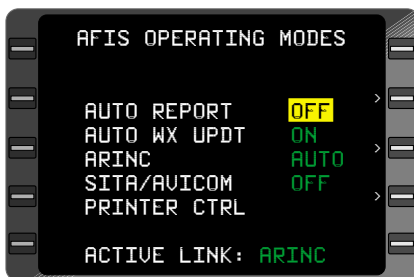 AFIS OPERATING MODES
AUTO REPORT OFF >
AUTO WX UPDT ON
ARINC AUTO >
SITA/AVICOM OFF
PRINTER CTRL >
ACTIVE LINK: ARINC